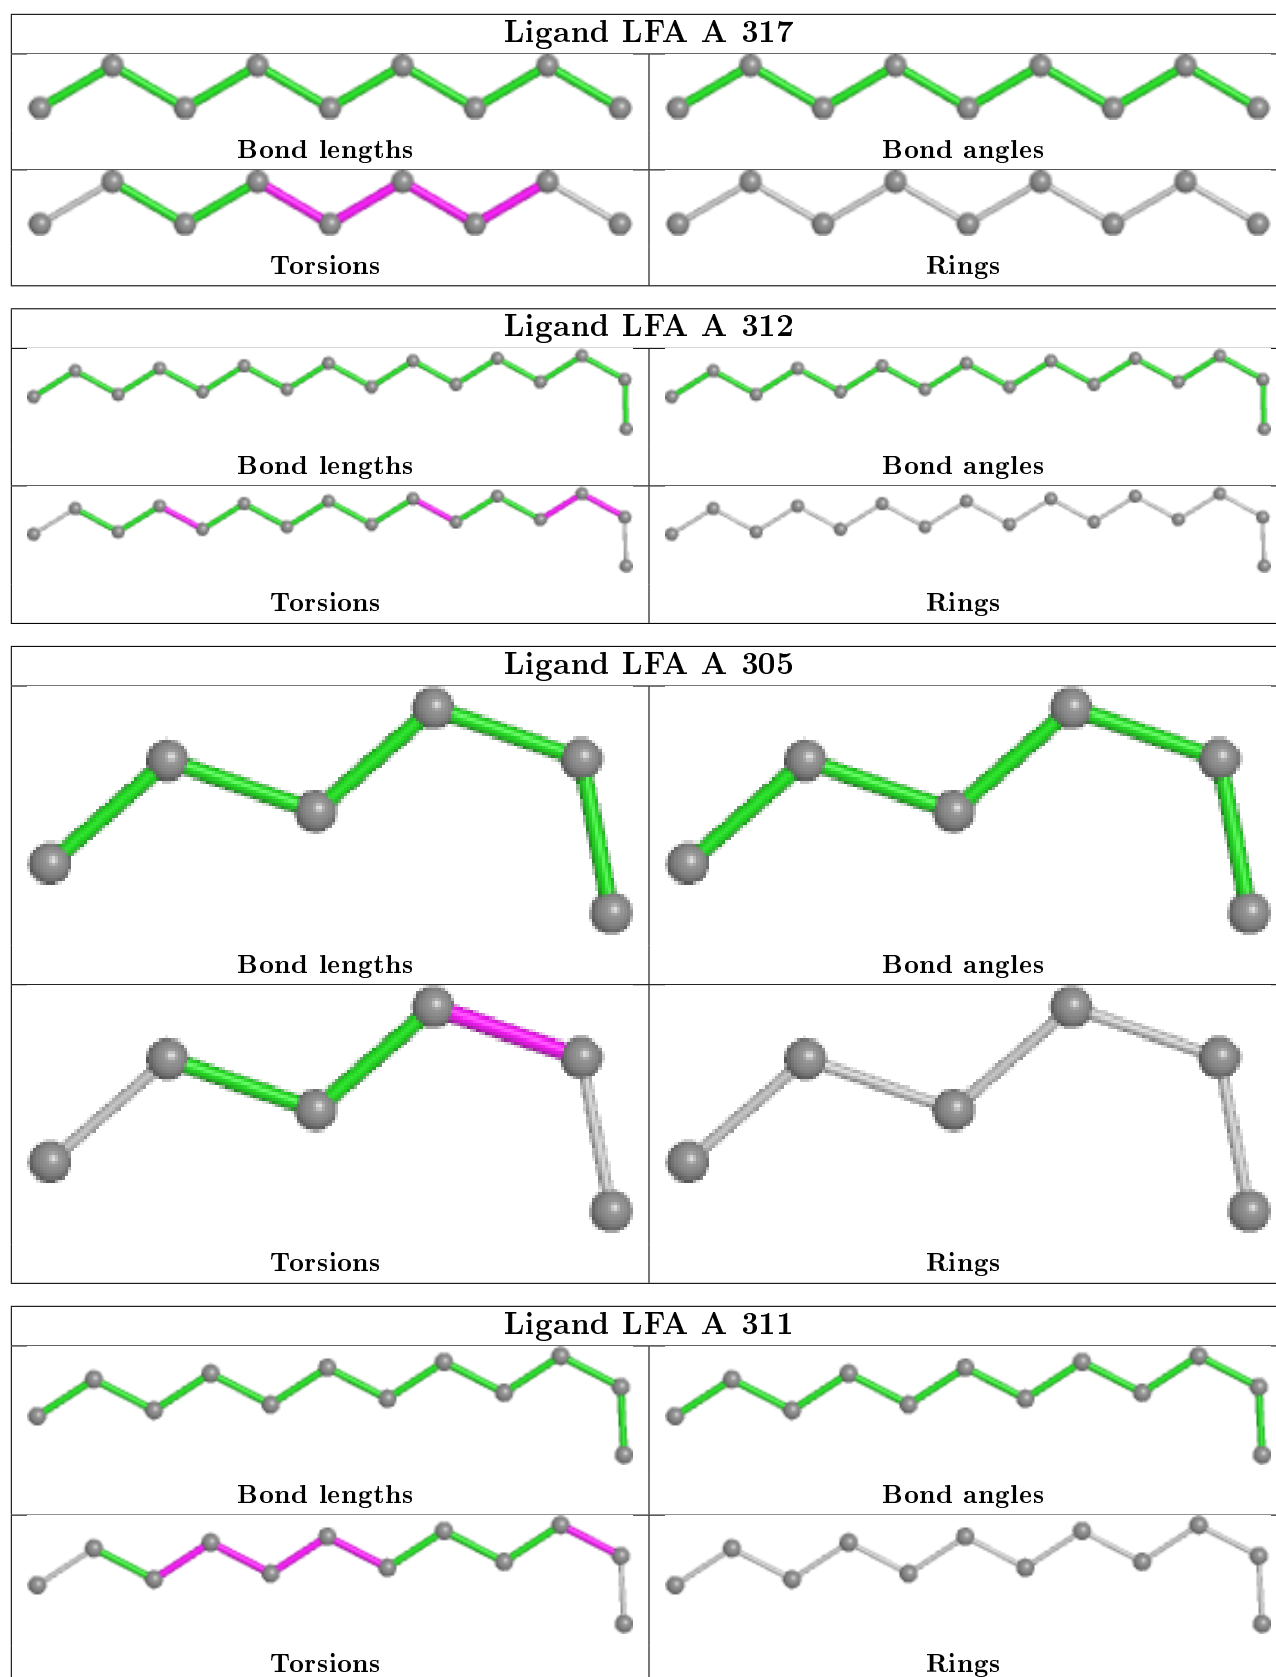 Ligand LFA A 317
Bond lengths
Bond angles
Torsions
Rings
Ligand LFA A 312
Bond lengths
Bond angles
Torsions
Rings
Ligand LFA A 305
Bond lengths
Bond angles
Torsions
Rings
Ligand LFA A 311
Bond lengths
Bond angles
Torsions
Rings